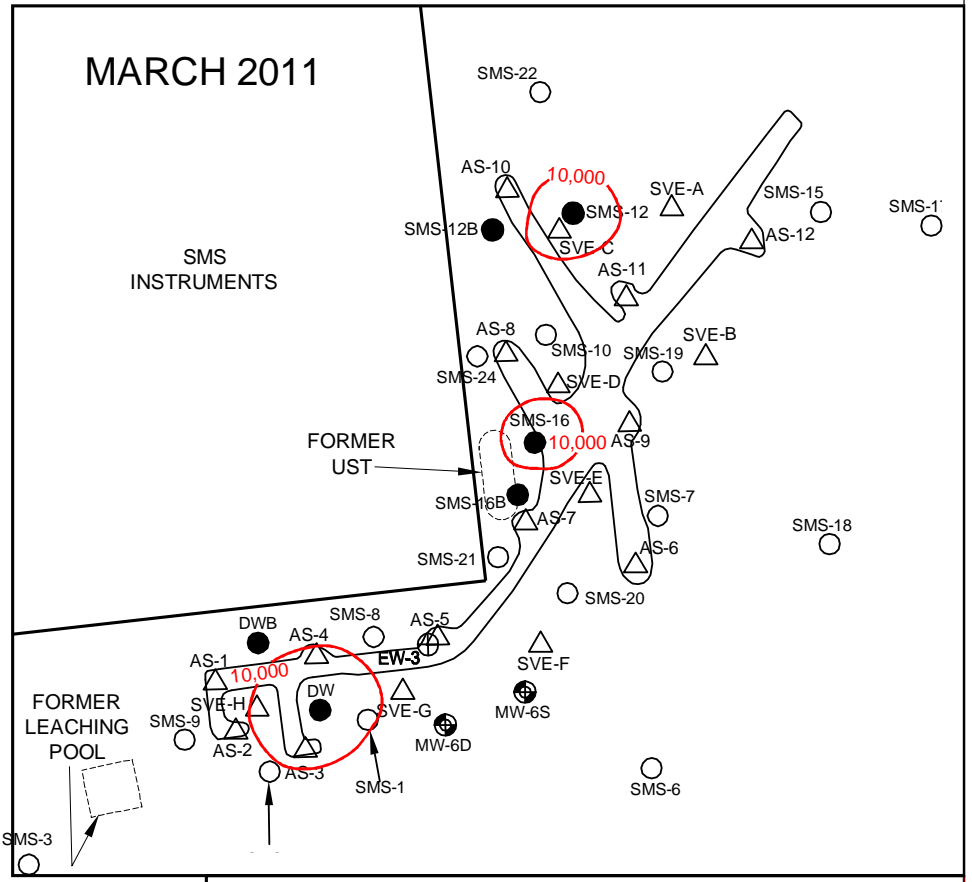 MARCH 2011
SMS-22
AS-10
10,000
SVE-A
SMS-15
SMS-12
SMS-12B
AS-12
SVE-C
SMS
INSTRUMENTS
AS-11
AS-8
SMS-10
SVE-B
SMS-19
SMS-24
SVE-D
SMS-16
10,000
AS-9
FORMER
UST
SVE-E
SMS-16B
SMS-7
AS-7
SMS-18
AS-6
SMS-21
SMS-20
DWB
SMS-8
AS-5
AS-4
EW-3
SVE-F
AS-1
10,000
DW
SVE-H
SVE-G
MW-6S
FORMER
LEACHING
POOL
SMS-9
AS-2
MW-6D
AS-3
SMS-1
SMS-6
SMS-3